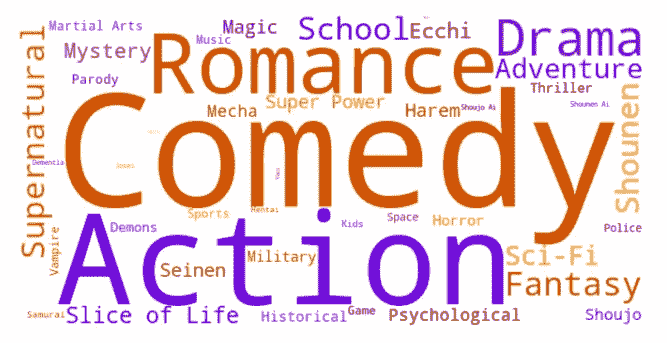 Martial Arts
Magic
School
Ecchi
Drama
Music
Mystery
Romance
Adventure
Parody
Thriller
Supernatural
Mecha
Super Power
Harem
Shoujo Ai
Shounen Ai
Shounen
Comedy
Dementia
Sports
Hentai
Kids
Space
Horror
Demons
Police
Action
Vampire
Seinen
Military
Sci-Fi
Fantasy
Samurai
Slice of Life
Historical
Game
Psychological
Shoujo